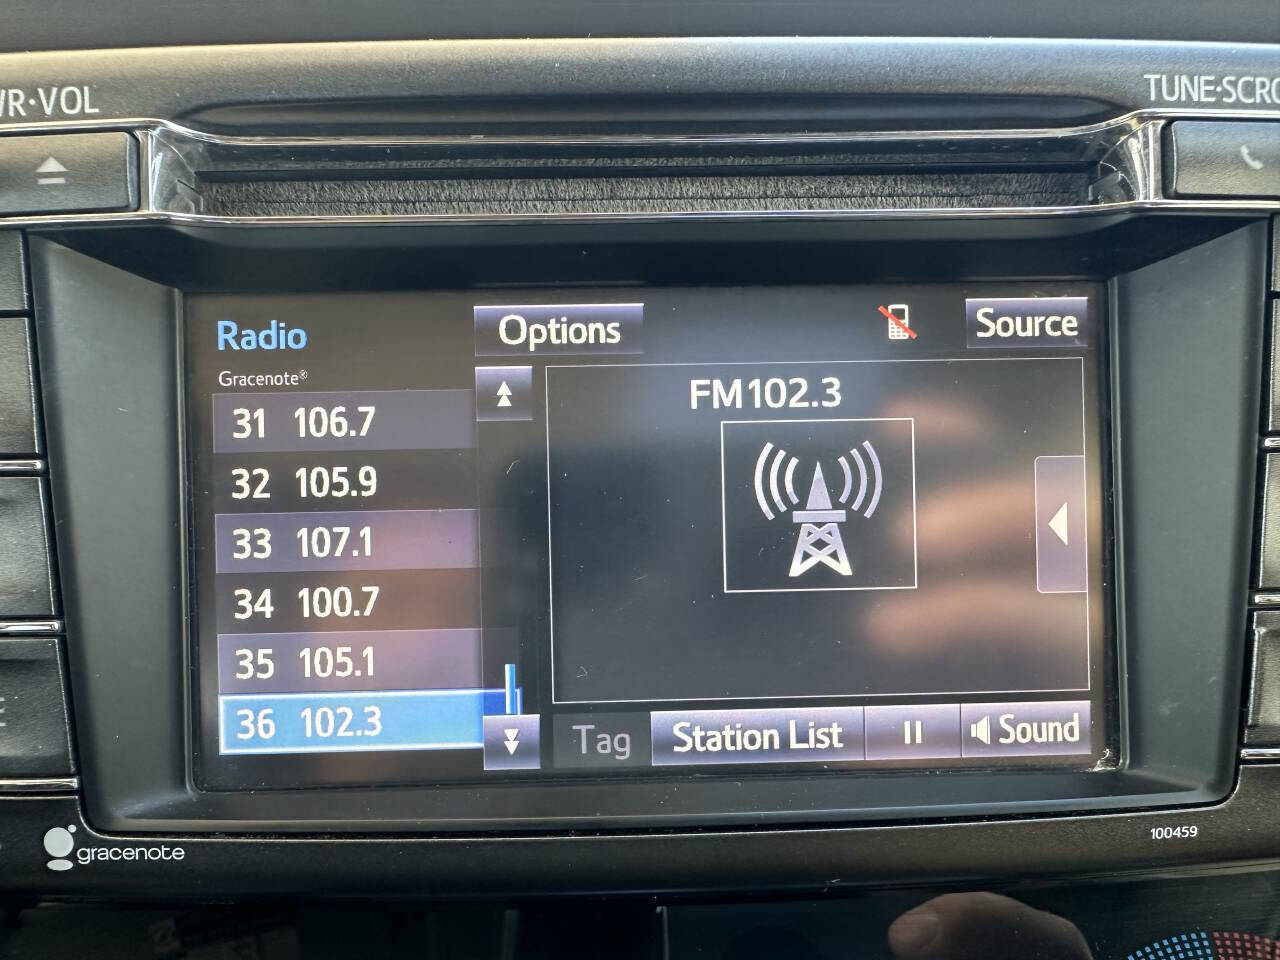 WR·VOL
TUNE·SCRO
Radio
Options
Source
Gracenote®
FM102.3
31 106.7
32 105.9
33 107.1
34 100.7
35 105.1
36 102.3
Tag
Station List
Sound
gracenote
100459